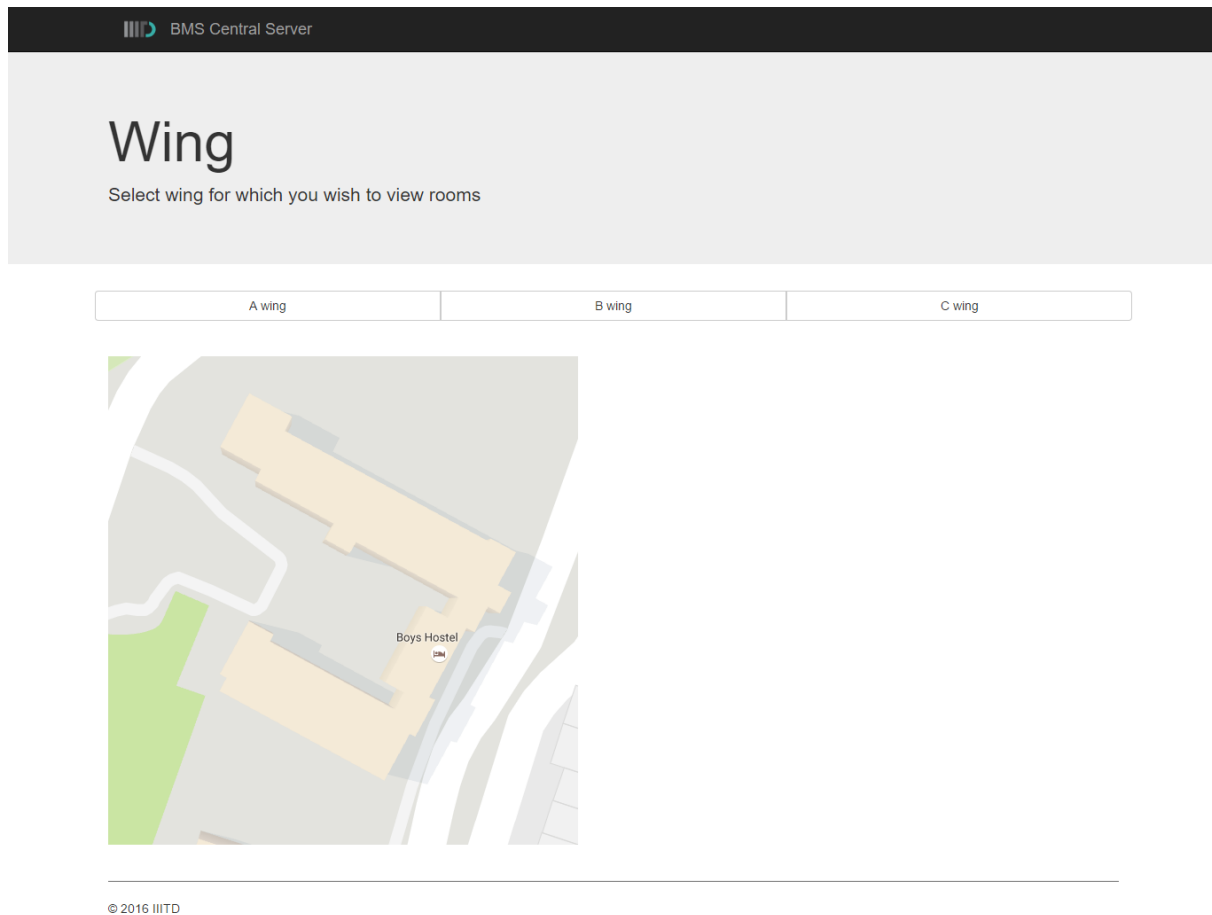 IIITD BMS Central Server
Wing
Select wing for which you wish to view rooms
A wing B wing C wing
Boys Hostel
© 2016 IIITD